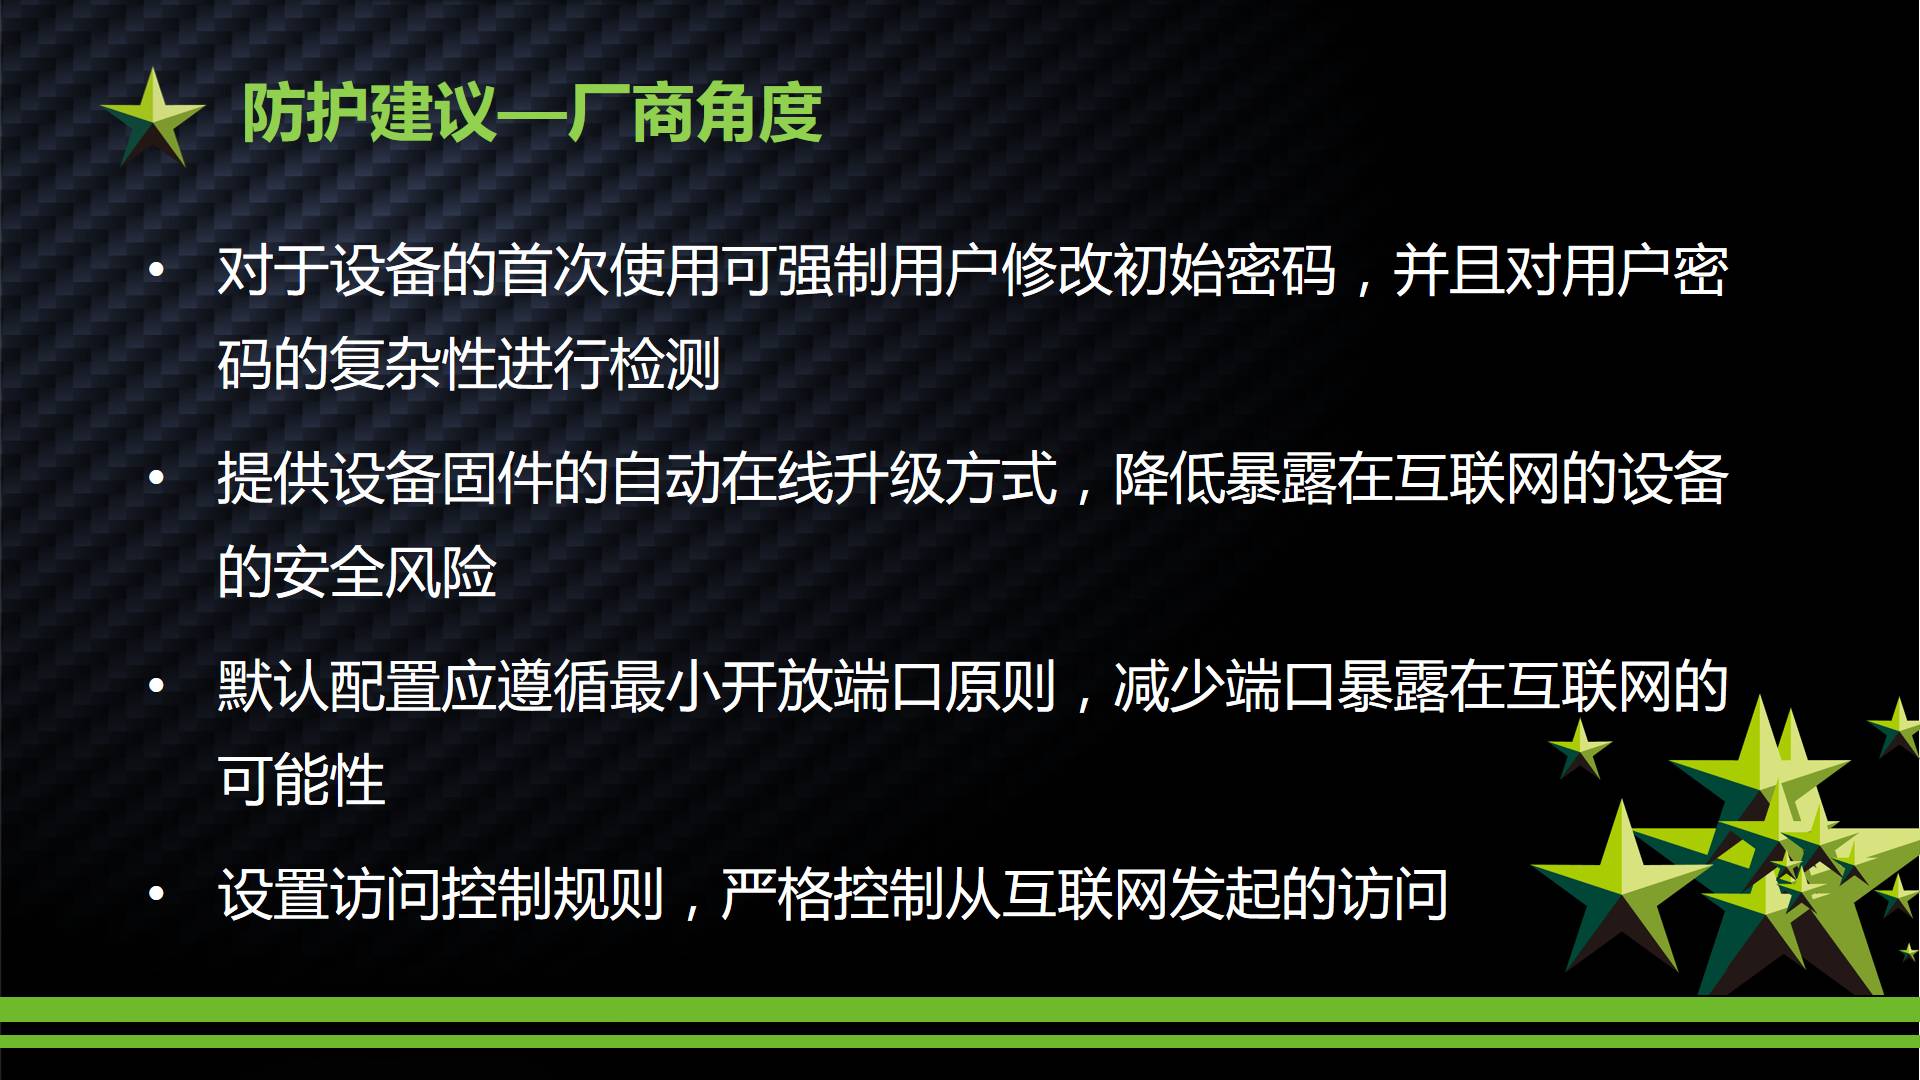 防护建议—厂商角度
• 对于设备的首次使用可强制用户修改初始密码，并且对用户密
码的复杂性进行检测
• 提供设备固件的自动在线升级方式，降低暴露在互联网的设备
的安全风险
• 默认配置应遵循最小开放端口原则，减少端口暴露在互联网的
可能性
• 设置访问控制规则，严格控制从互联网发起的访问